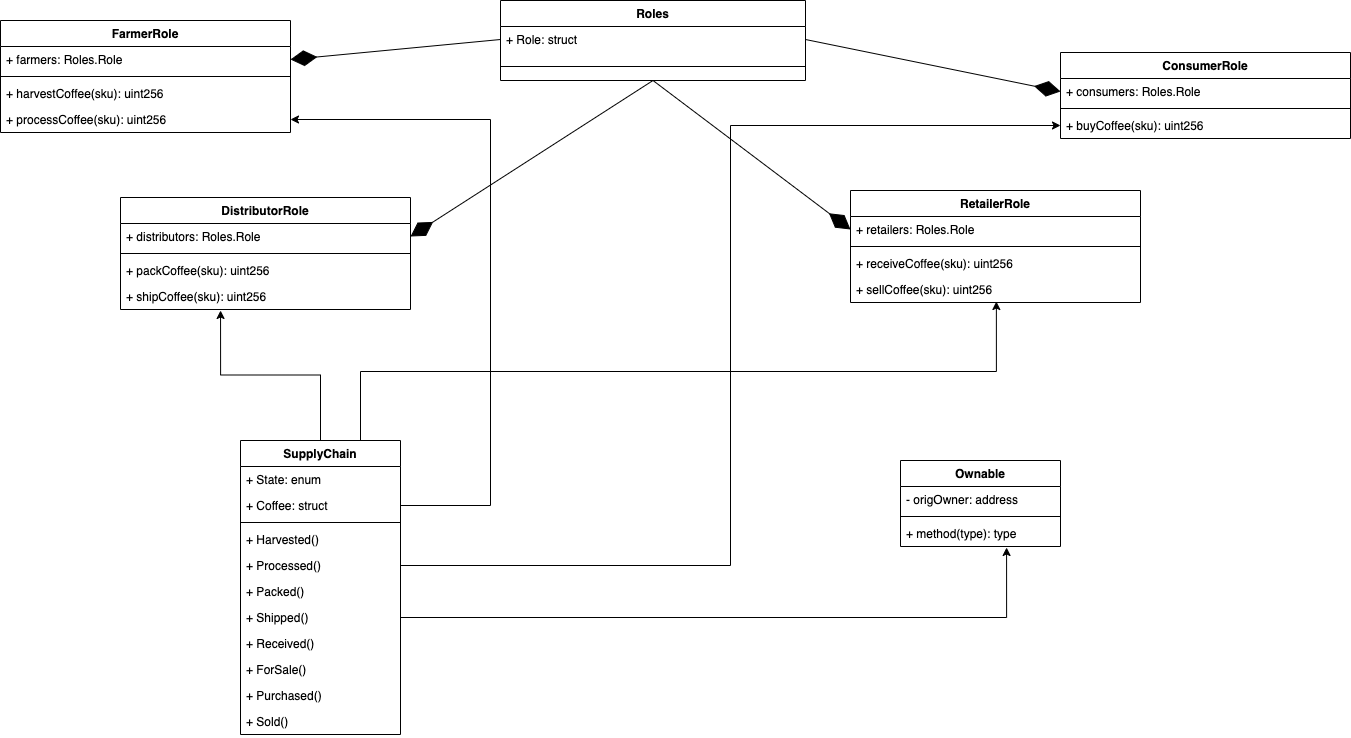 Roles
+ Role: struct
FarmerRole
+ farmers: Roles.Role
+ harvestCoffee(sku): uint256
+ processCoffee(sku): uint256
ConsumerRole
+ consumers: Roles.Role
+ buyCoffee(sku): uint256
DistributorRole
+ distributors: Roles.Role
+ packCoffee(sku): uint256
+ shipCoffee(sku): uint256
RetailerRole
+ retailers: Roles.Role
+ receiveCoffee(sku): uint256
+ sellCoffee(sku): uint256
SupplyChain
+ State: enum
+ Coffee: struct
+ Harvested()
+ Processed()
+ Packed()
+ Shipped()
+ Received()
+ ForSale()
+ Purchased()
+ Sold()
Ownable
- origOwner: address
+ method(type): type